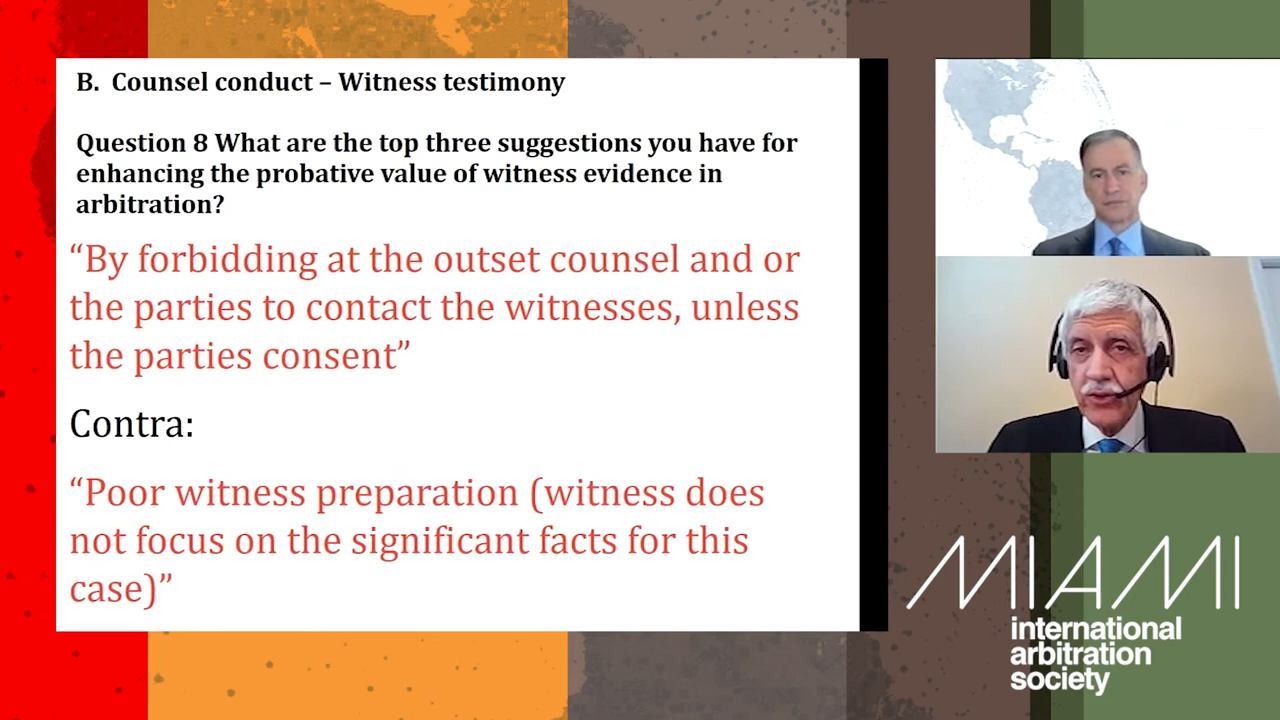 B. Counsel conduct – Witness testimony
Question 8 What are the top three suggestions you have for
enhancing the probative value of witness evidence in
arbitration?
“By forbidding at the outset counsel and or
the parties to contact the witnesses, unless
the parties consent”
Contra:
“Poor witness preparation (witness does
not focus on the significant facts for this
case)”
MIAMI
international
arbitration
society